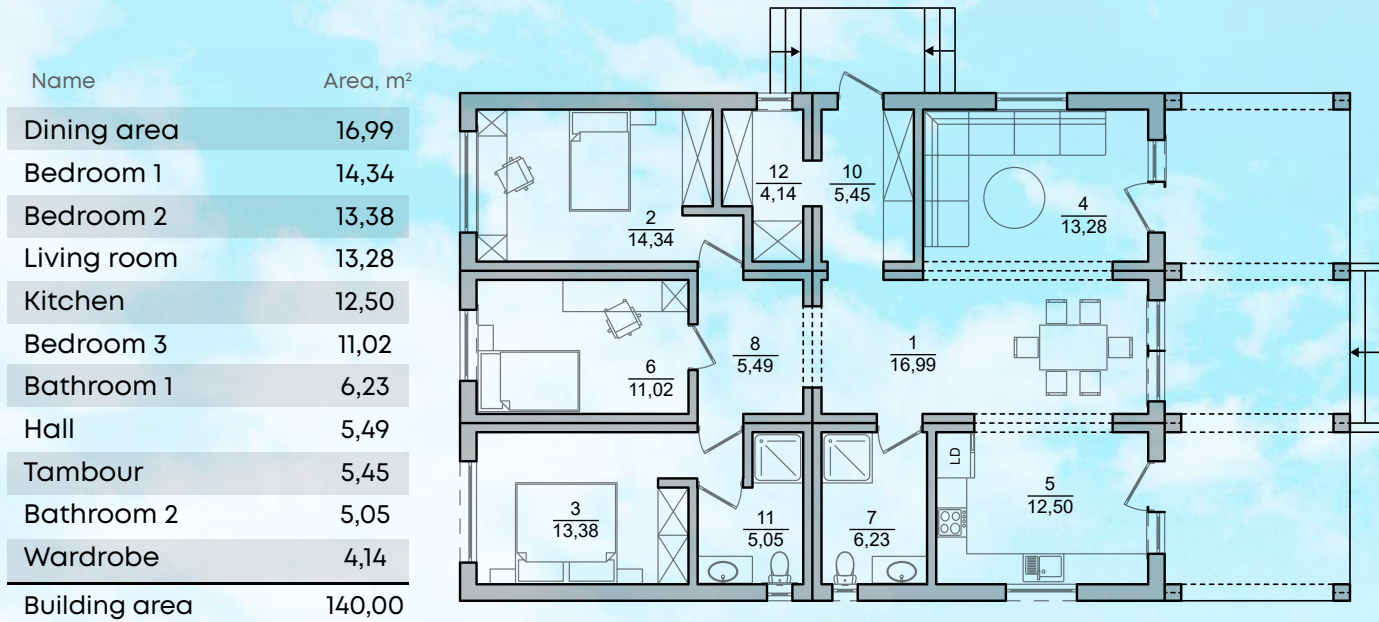 Name Area, m²
Dining area 16,99
Bedroom 1 14,34
Bedroom 2 13,38
Living room 13,28
Kitchen 12,50
Bedroom 3 11,02
Bathroom 1 6,23
Hall 5,49
Tambour 5,45
Bathroom 2 5,05
Wardrobe 4,14
Building area 140,00
2
14,34
12
4,14
10
5,45
4
13,28
6
11,02
8
5,49
1
16,99
3
13,38
11
5,05
7
6,23
LD
5
12,50